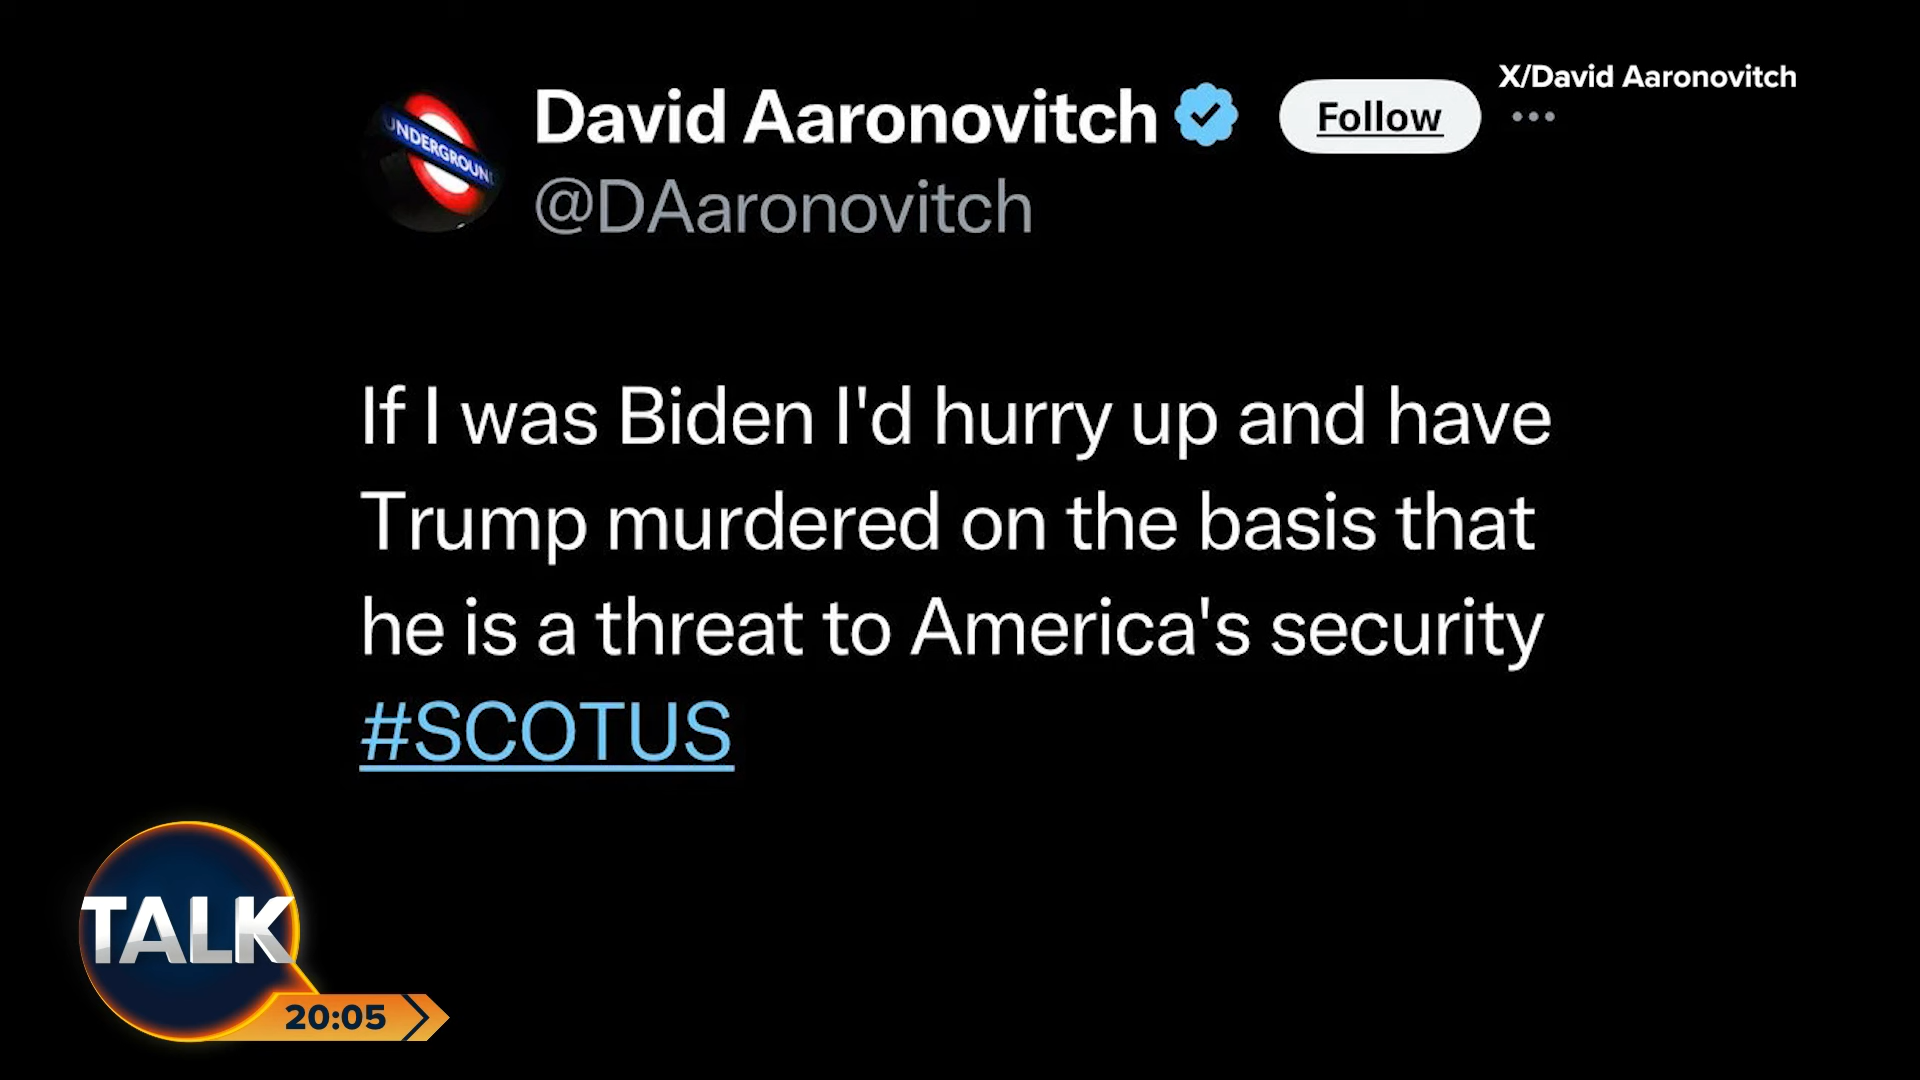 X/David Aaronovitch
UNDERGROUND
David Aaronovitch
Follow
@DAaronovitch
If I was Biden I'd hurry up and have
Trump murdered on the basis that
he is a threat to America's security
#SCOTUS
TALK
20:05